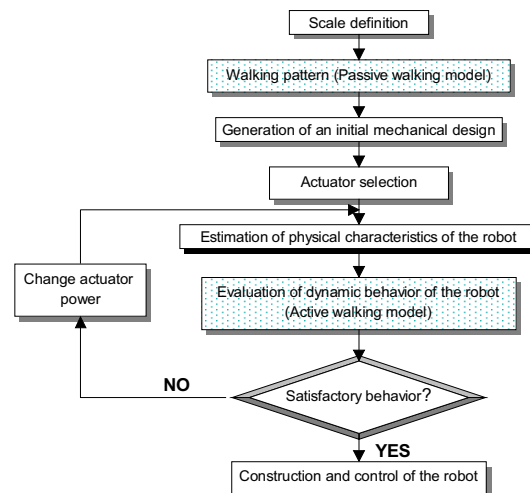 Scale definition
Walking pattern (Passive walking model)
Generation of an initial mechanical design
Actuator selection
Estimation of physical characteristics of the robot
Change actuator
power
Evaluation of dynamic behavior of the robot
(Active walking model)
NO
Satisfactory behavior?
YES
Construction and control of the robot